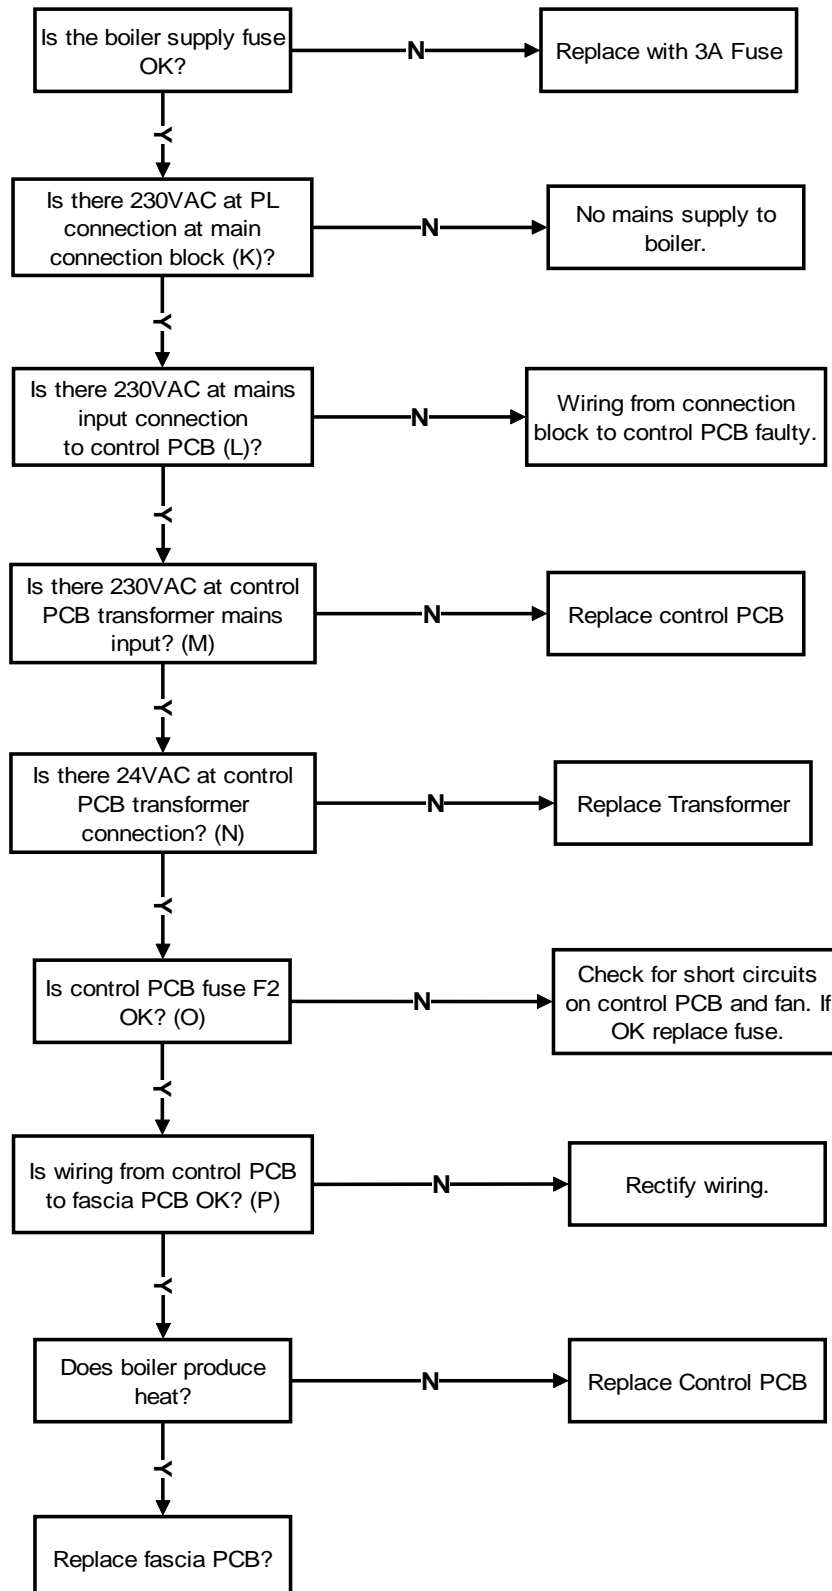 Is the boiler supply fuse
OK?
N
Replace with 3A Fuse
Y
Is there 230VAC at PL
connection at main
connection block (K)?
N
No mains supply to
boiler.
Y
Is there 230VAC at mains
input connection
to control PCB (L)?
N
Wiring from connection
block to control PCB faulty.
Y
Is there 230VAC at control
PCB transformer mains
input? (M)
N
Replace control PCB
Y
Is there 24VAC at control
PCB transformer
connection? (N)
N
Replace Transformer
Y
Is control PCB fuse F2
OK? (O)
N
Check for short circuits
on control PCB and fan. If
OK replace fuse.
Y
Is wiring from control PCB
to fascia PCB OK? (P)
N
Rectify wiring.
Y
Does boiler produce
heat?
N
Replace Control PCB
Y
Replace fascia PCB?